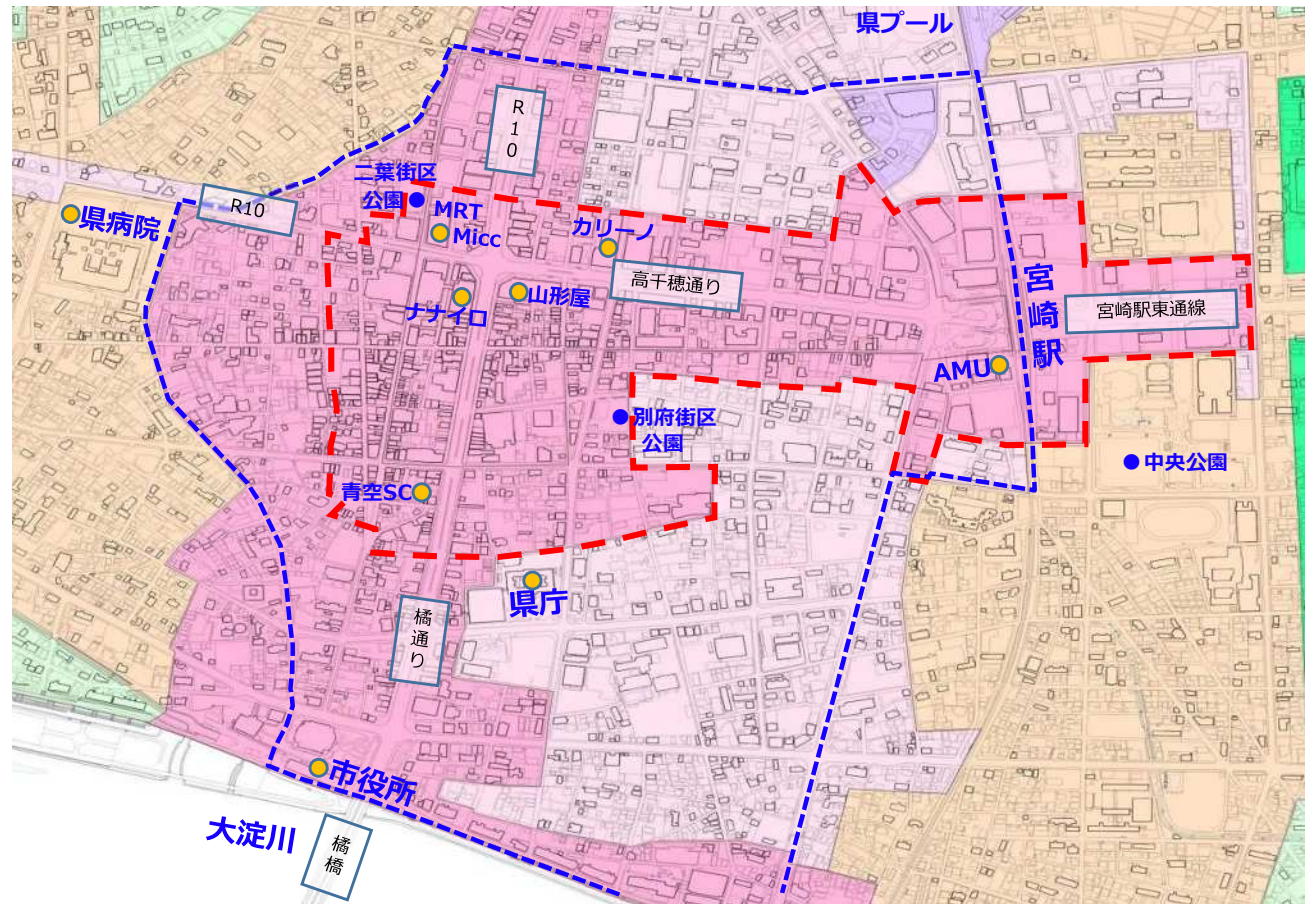 県プール
R
10
二葉街区
公園
R10
県病院
MRT
Micc
カリーノ
高千穂通り
宮
崎
駅
宮崎駅東通線
ナナイロ
山形屋
AMU
別府街区
公園
中央公園
青空SC
県庁
橘
通
り
市役所
大淀川
橘
橋